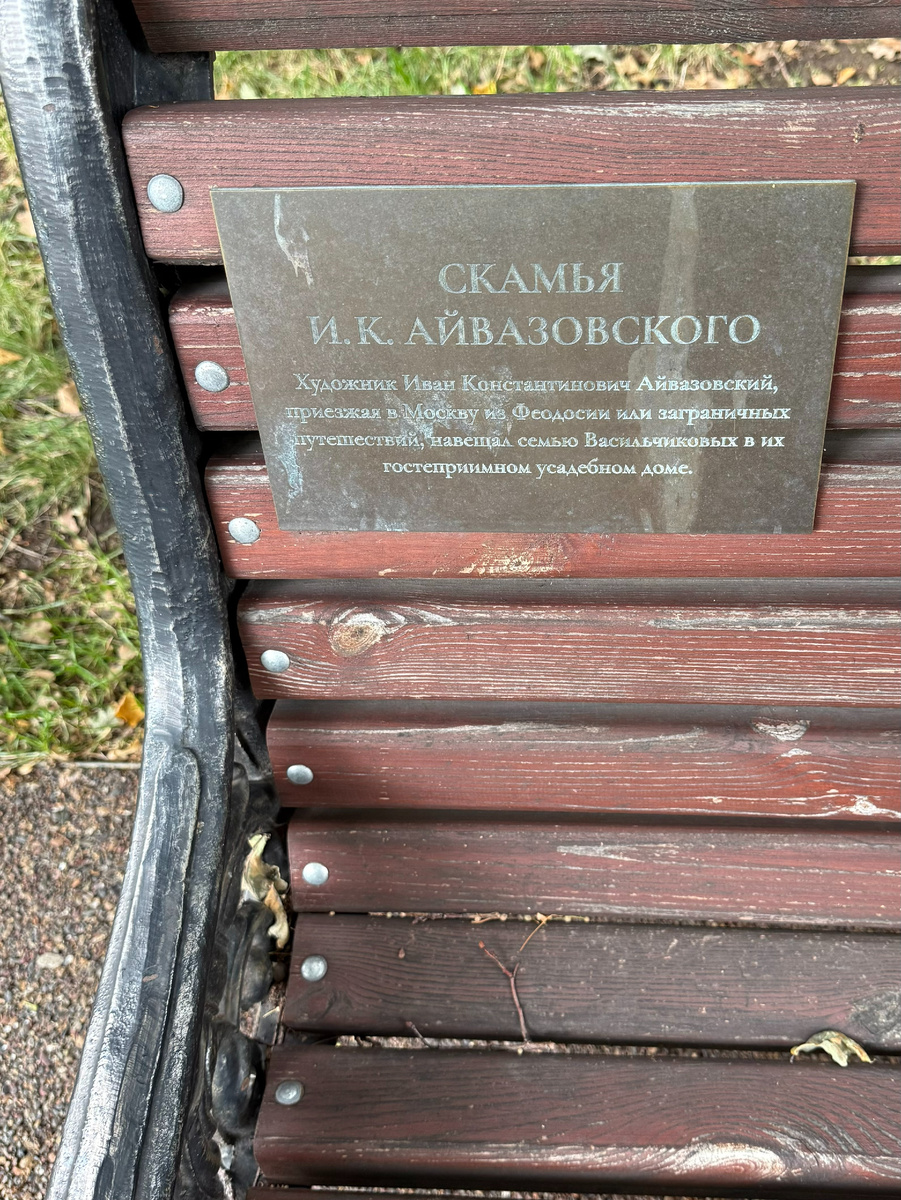 СКАМЬЯ
И. К. АЙВАЗОВСКОГО
Художник Иван Константинович Айвазовский,
приезжая в Москву из Феодосии или заграничных
путешествий, навещал семью Васильчиковых в их
гостеприимном усадебном доме.